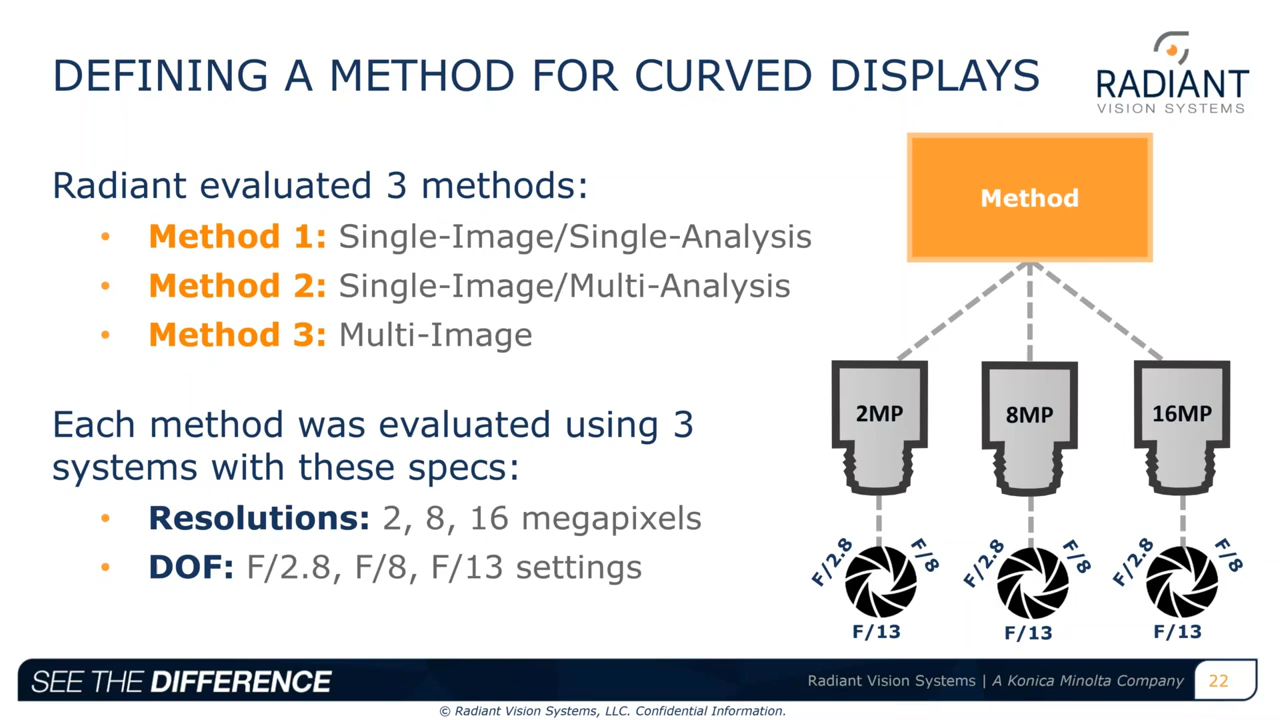 DEFINING A METHOD FOR CURVED DISPLAYS
RADIANT
VISION SYSTEMS
Radiant evaluated 3 methods:
• Method 1: Single-Image/Single-Analysis
• Method 2: Single-Image/Multi-Analysis
• Method 3: Multi-Image
Each method was evaluated using 3
systems with these specs:
• Resolutions: 2, 8, 16 megapixels
• DOF: F/2.8, F/8, F/13 settings
Method
2MP 8MP 16MP
F/2.8 F/8 F/2.8 F/8 F/2.8 F/8
F/13 F/13 F/13
SEE THE DIFFERENCE
Radiant Vision Systems | A Konica Minolta Company 22
© Radiant Vision Systems, LLC. Confidential Information.